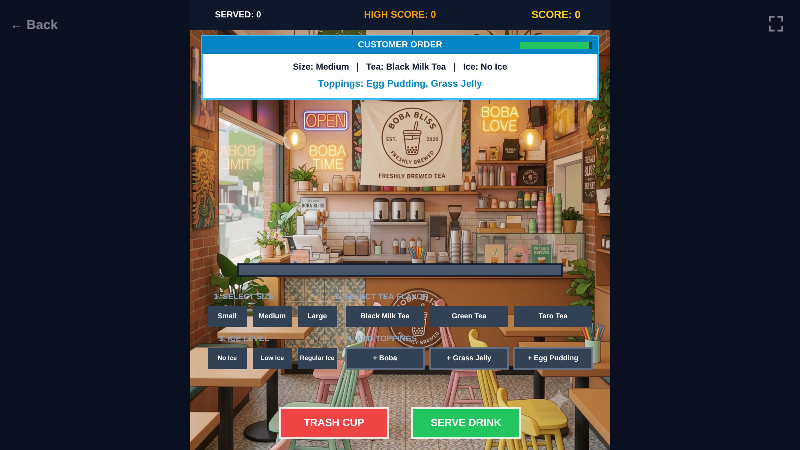 ← Back
SERVED: 0
HIGH SCORE: 0
SCORE: 0
CUSTOMER ORDER
Size: Medium | Tea: Black Milk Tea | Ice: No Ice
Toppings: Egg Pudding, Grass Jelly
OPEN
BOBA TIME
BOBA BLISS
EST. 2020
FRESHLY BREWED
FRESHLY BREWED TEA
BOBA LOVE
1. SELECT SIZE
2. SELECT TEA FLAVOR
Small
Medium
Large
Black Milk Tea
Green Tea
Taro Tea
3. ICE LEVEL
TOPPINGS
No Ice
Low Ice
Regular Ice
+ Boba
+ Grass Jelly
+ Egg Pudding
TRASH CUP
SERVE DRINK